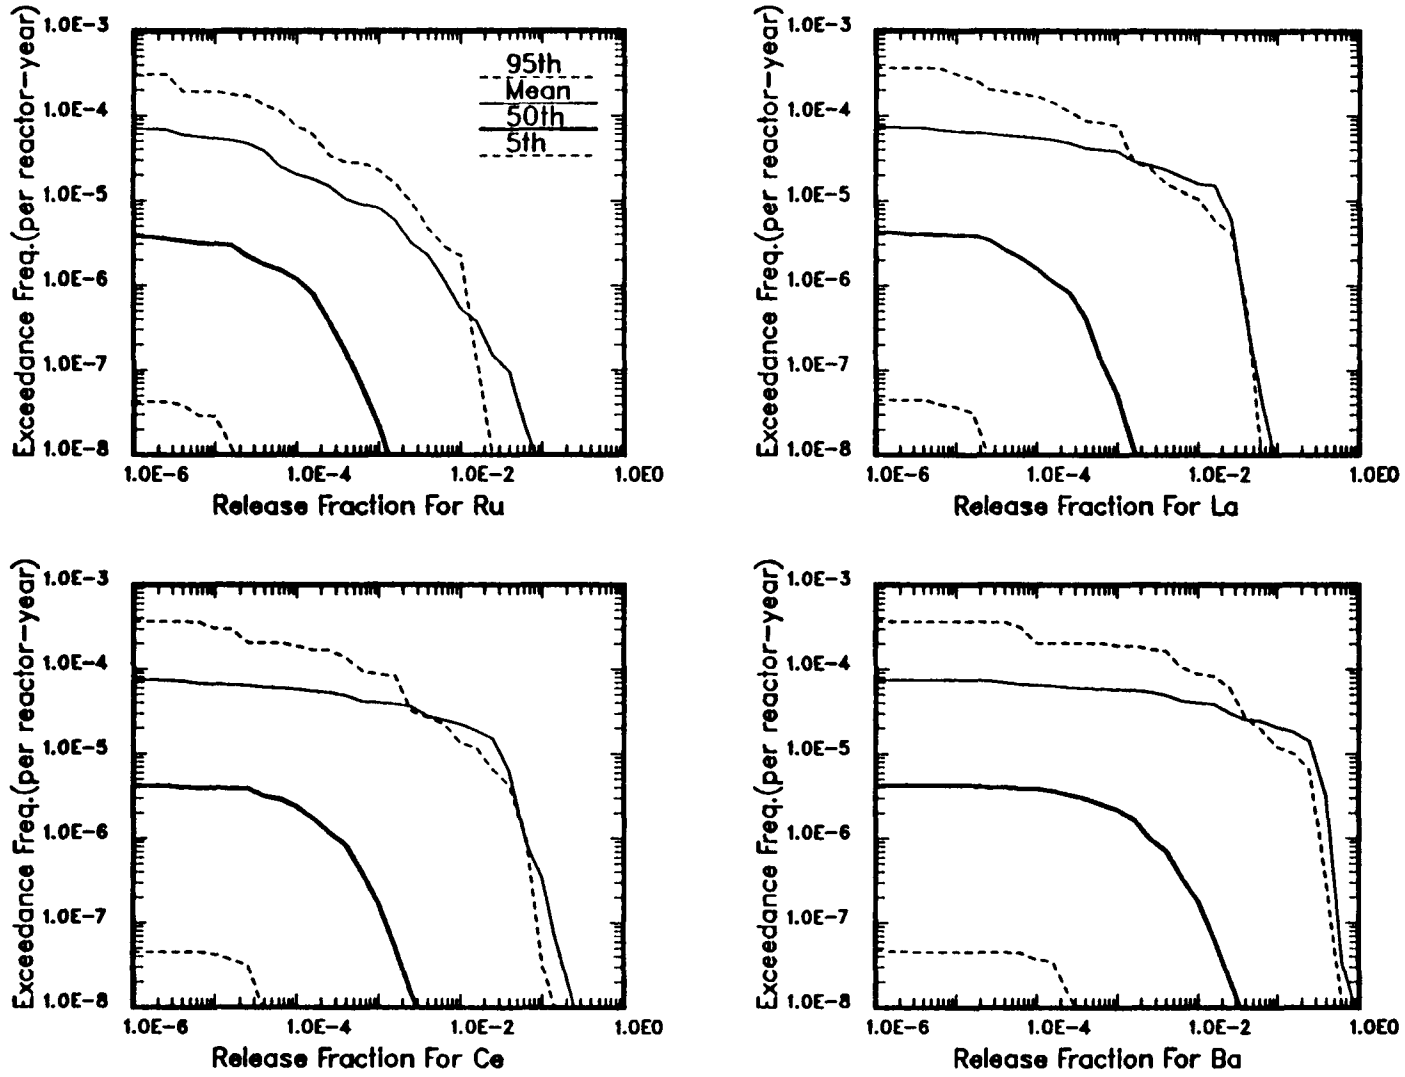 Exceedance Freq.(per reactor-year)
1.0E-3
1.0E-4
1.0E-5
1.0E-6
1.0E-7
1.0E-8
95th
Mean
50th
5th
1.0E-6
1.0E-4
1.0E-2
1.0E0
Release Fraction For Ru
Exceedance Freq.(per reactor-year)
1.0E-3
1.0E-4
1.0E-5
1.0E-6
1.0E-7
1.0E-8
1.0E-6
1.0E-4
1.0E-2
1.0E0
Release Fraction For La
Exceedance Freq.(per reactor-year)
1.0E-3
1.0E-4
1.0E-5
1.0E-6
1.0E-7
1.0E-8
1.0E-6
1.0E-4
1.0E-2
1.0E0
Release Fraction For Ce
Exceedance Freq.(per reactor-year)
1.0E-3
1.0E-4
1.0E-5
1.0E-6
1.0E-7
1.0E-8
1.0E-6
1.0E-4
1.0E-2
1.0E0
Release Fraction For Ba